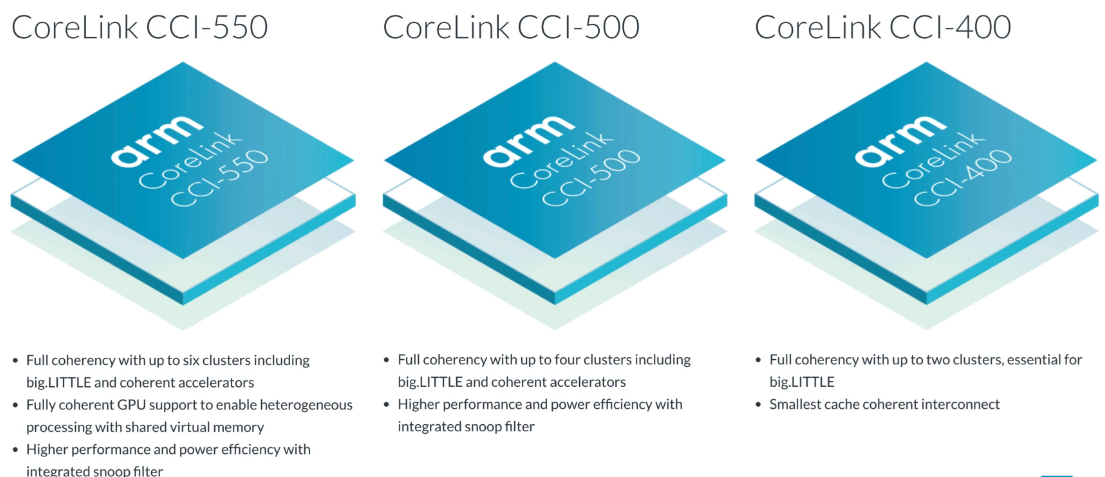 CoreLink CCI-550
arm
CoreLink
CCI-550
• Full coherency with up to six clusters including
big.LITTLE and coherent accelerators
• Fully coherent GPU support to enable heterogeneous
processing with shared virtual memory
• Higher performance and power efficiency with
integrated snoop filter
CoreLink CCI-500
arm
CoreLink
CCI-500
• Full coherency with up to four clusters including
big.LITTLE and coherent accelerators
• Higher performance and power efficiency with
integrated snoop filter
CoreLink CCI-400
arm
CoreLink
CCI-400
• Full coherency with up to two clusters, essential for
big.LITTLE
• Smallest cache coherent interconnect